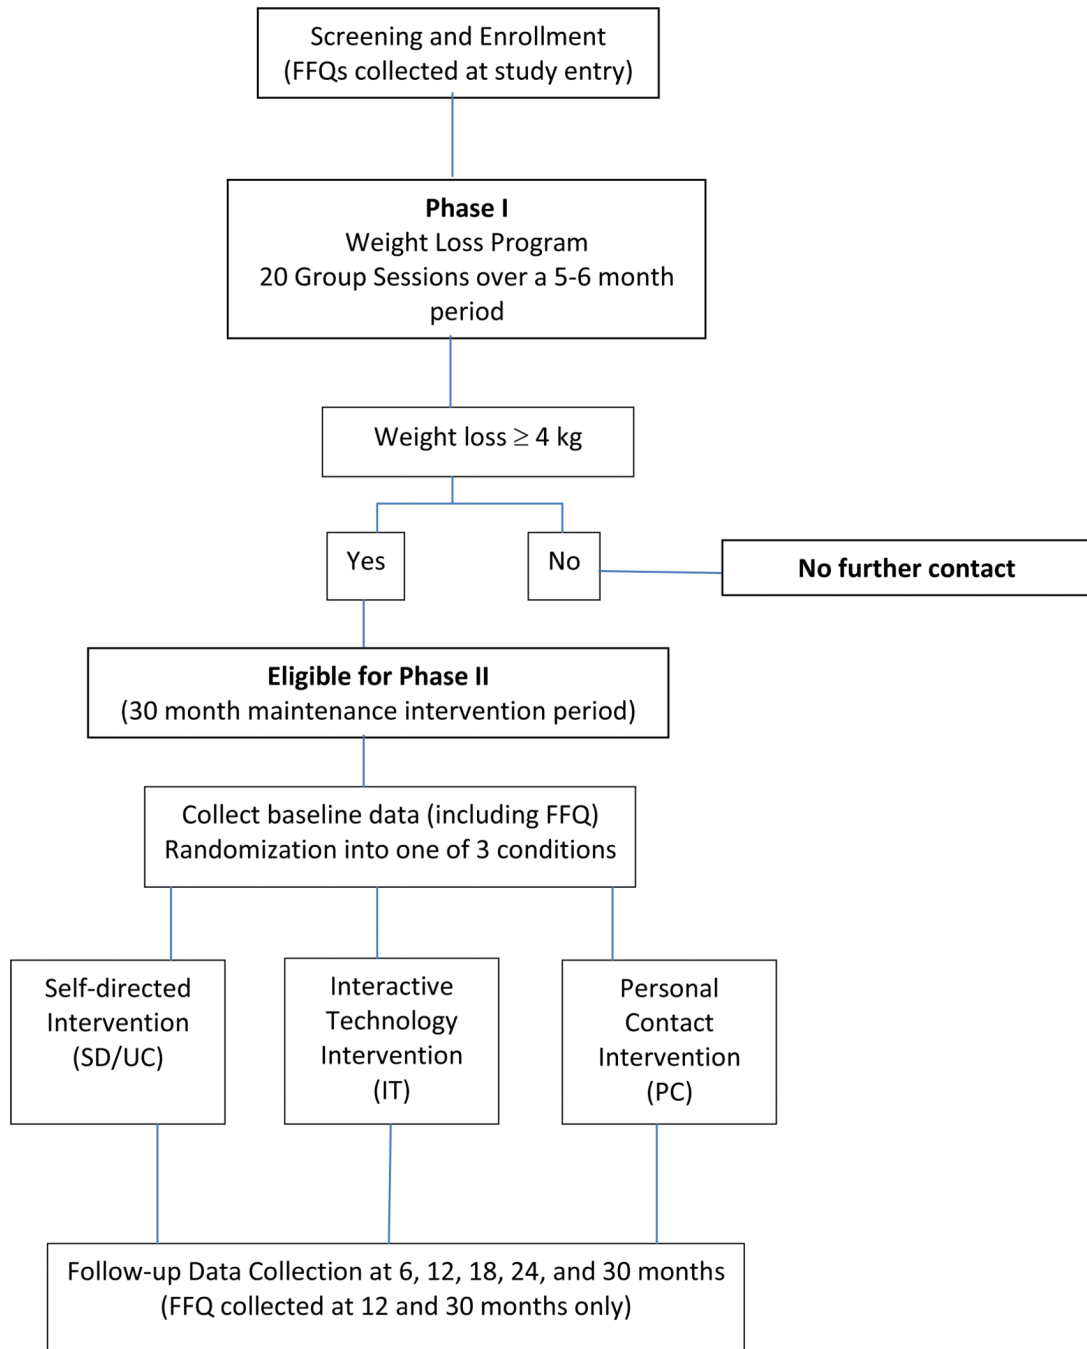 Screening and Enrollment
(FFQs collected at study entry)
Phase I
Weight Loss Program
20 Group Sessions over a 5-6 month
period
Weight loss ≥ 4 kg
Yes
No
No further contact
Eligible for Phase II
(30 month maintenance intervention period)
Collect baseline data (including FFQ)
Randomization into one of 3 conditions
Self-directed
Intervention
(SD/UC)
Interactive
Technology
Intervention
(IT)
Personal
Contact
Intervention
(PC)
Follow-up Data Collection at 6, 12, 18, 24, and 30 months
(FFQ collected at 12 and 30 months only)